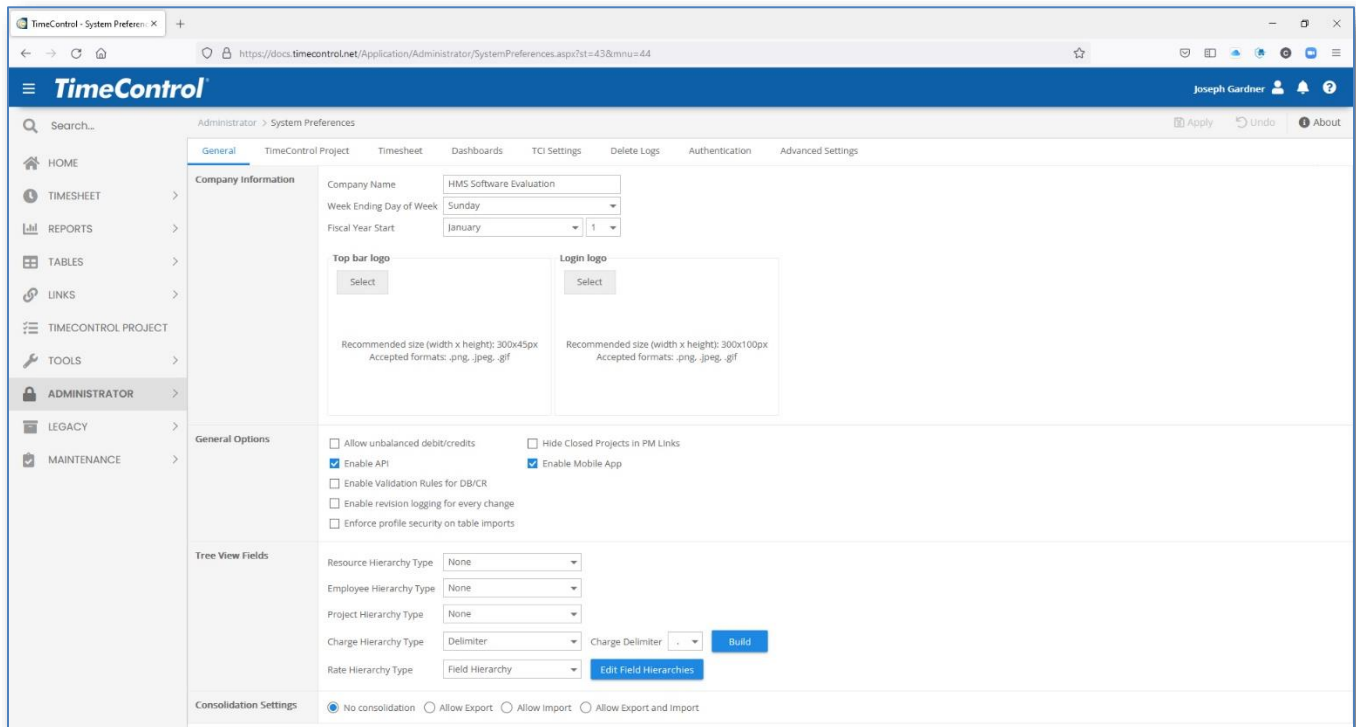 TimeControl - System Preferenc
https://docs.timecontrol.net/Application/Administrator/SystemPreferences.aspx?st=43&mnu=44
TimeControl
Joseph Gardner
Search...
Administrator > System Preferences
Apply
Undo
About
General
TimeControl Project
Timesheet
Dashboards
TCI Settings
Delete Logs
Authentication
Advanced Settings
HOME
TIMESHEET
REPORTS
TABLES
LINKS
TIMECONTROL PROJECT
TOOLS
ADMINISTRATOR
LEGACY
MAINTENANCE
Company Information
Company Name HMS Software Evaluation
Week Ending Day of Week Sunday
Fiscal Year Start January 1
Top bar logo
Select
Recommended size (width x height): 300x45px
Accepted formats: .png, .jpeg, .gif
Login logo
Select
Recommended size (width x height): 300x100px
Accepted formats: .png, .jpeg, .gif
General Options
Allow unbalanced debit/credits Hide Closed Projects in PM Links
Enable API Enable Mobile App
Enable Validation Rules for DB/CR
Enable revision logging for every change
Enforce profile security on table imports
Tree View Fields
Resource Hierarchy Type None
Employee Hierarchy Type None
Project Hierarchy Type None
Charge Hierarchy Type Delimiter Charge Delimiter . Build
Rate Hierarchy Type Field Hierarchy Edit Field Hierarchies
Consolidation Settings
No consolidation Allow Export Allow Import Allow Export and Import